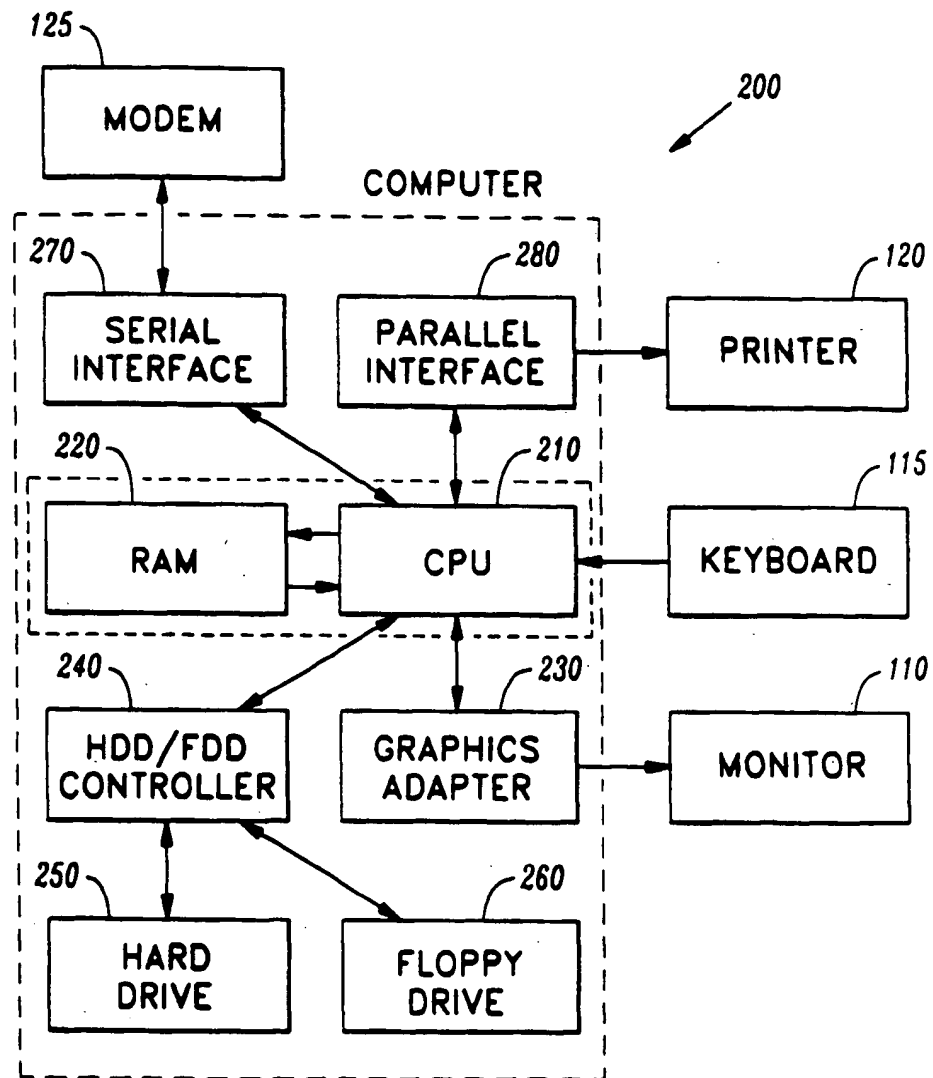 125
MODEM
200
COMPUTER
270
SERIAL
INTERFACE
280
PARALLEL
INTERFACE
120
PRINTER
220
RAM
210
CPU
115
KEYBOARD
240
HDD/FDD
CONTROLLER
230
GRAPHICS
ADAPTER
110
MONITOR
250
HARD
DRIVE
260
FLOPPY
DRIVE